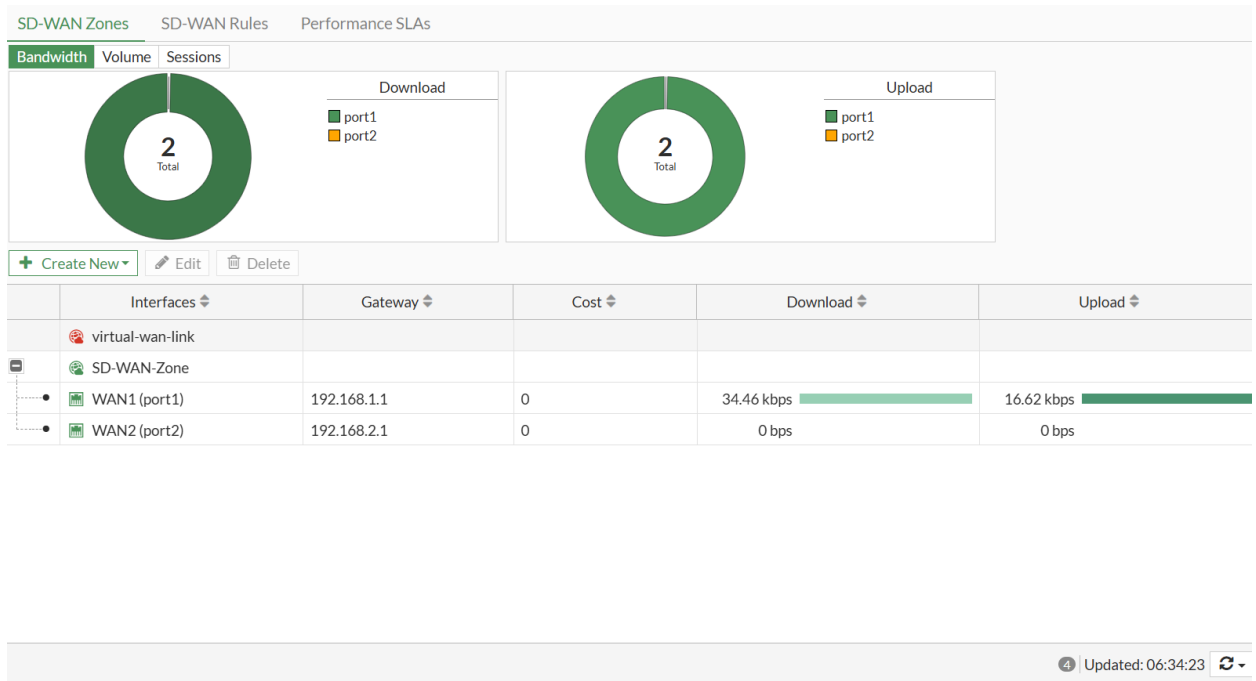 SD-WAN Zones SD-WAN Rules Performance SLAs
Bandwidth Volume Sessions
2
Total
Download
port1
port2
2
Total
Upload
port1
port2
Create New Edit Delete
Interfaces Gateway Cost Download Upload
virtual-wan-link
SD-WAN-Zone
WAN1 (port1) 192.168.1.1 0 34.46 kbps 16.62 kbps
WAN2 (port2) 192.168.2.1 0 0 bps 0 bps
4 Updated: 06:34:23